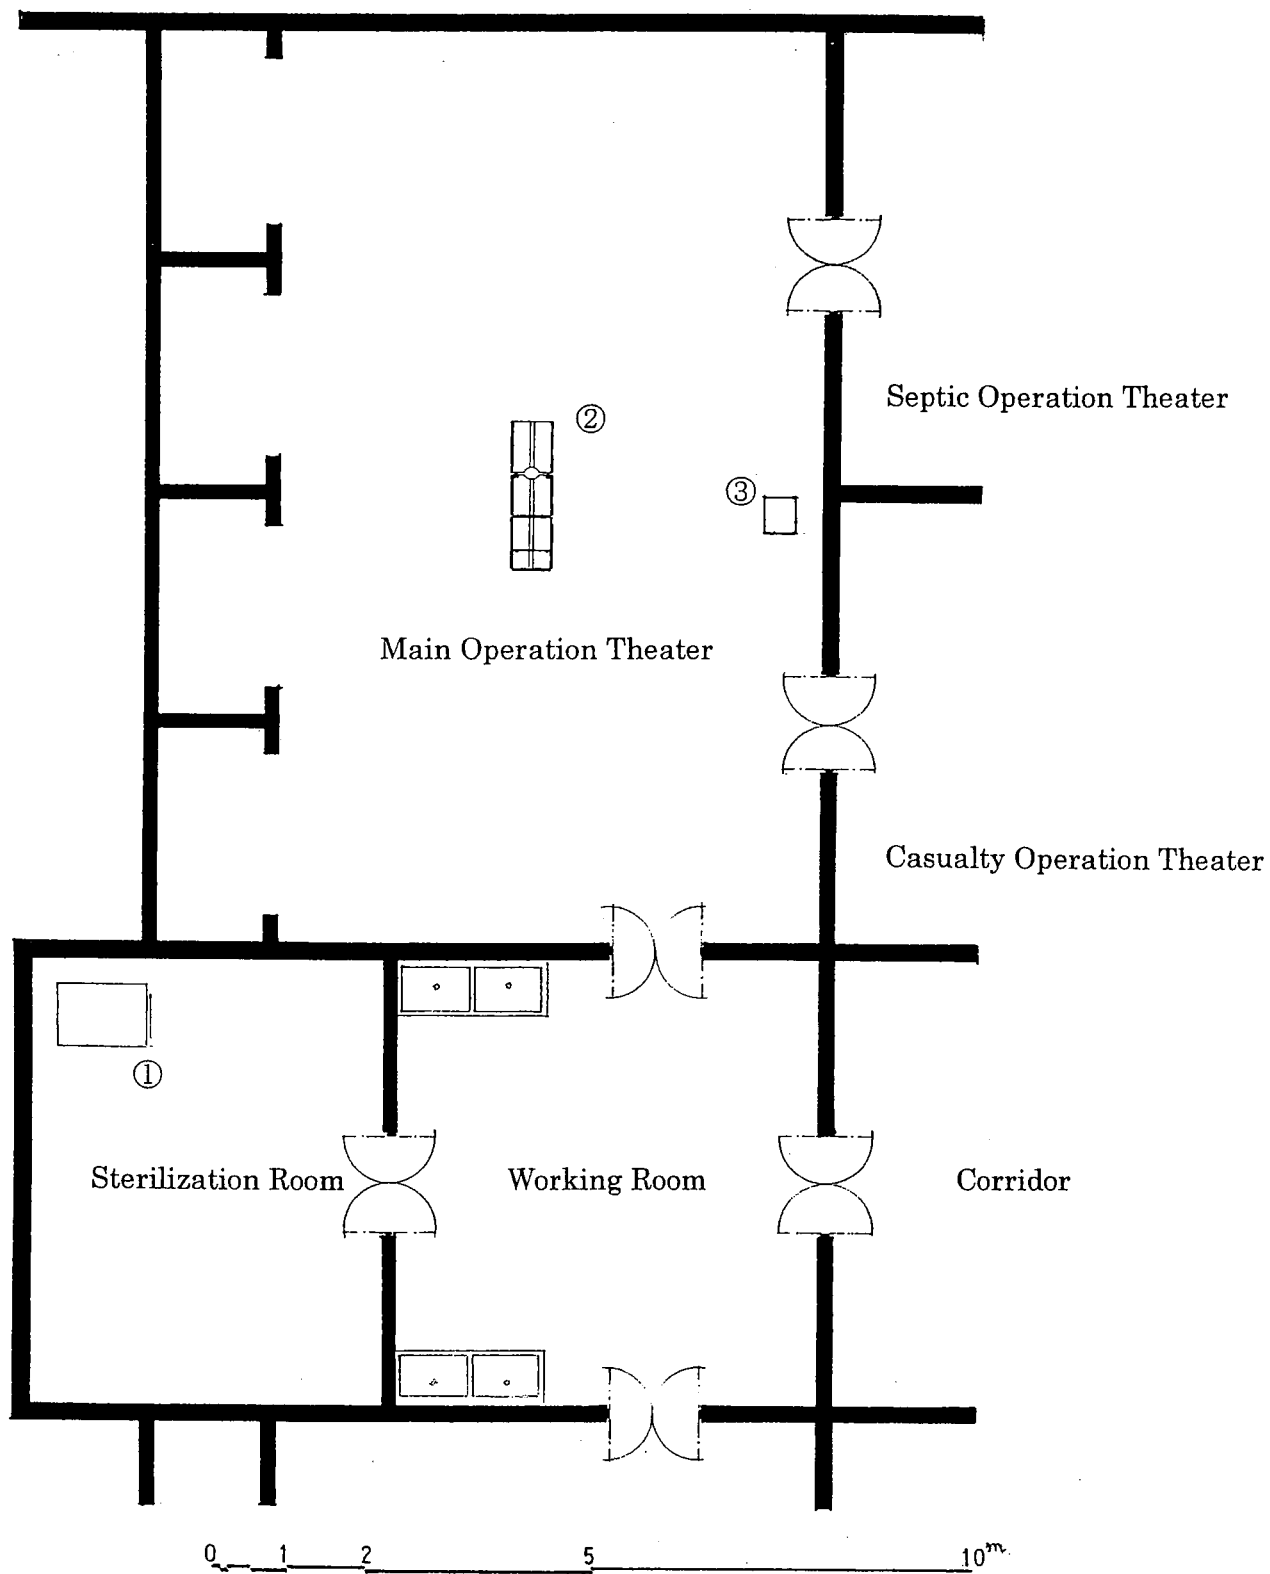 Septic Operation Theater
②
③
Main Operation Theater
Casualty Operation Theater
①
Sterilization Room
Working Room
Corridor
0 1 2 5 10m